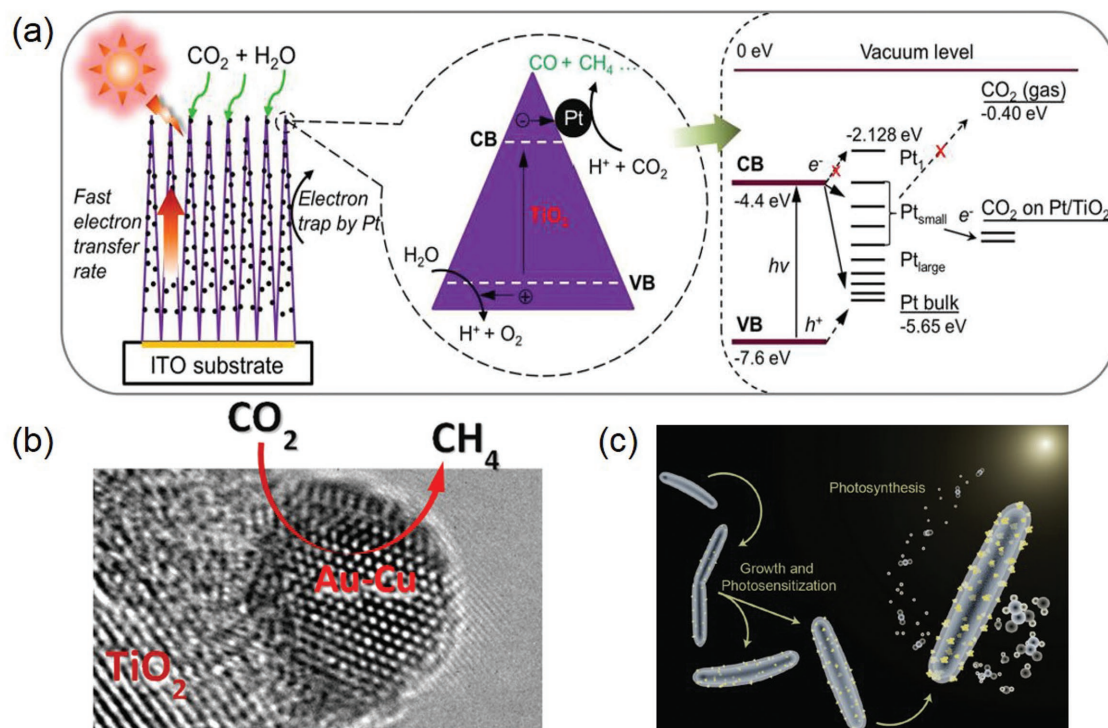 (a)
CO2 + H2O
Fast
electron
transfer
rate
Electron
trap by Pt
ITO substrate
CO + CH4 ...
⊖
Pt
CB
H+ + CO2
TiO2
H2O
VB
⊕
H+ + O2
0 eV
Vacuum level
CO2 (gas)
-0.40 eV
-2.128 eV
CB
e-
Pt1
-4.4 eV
Ptsmall
e-
CO2 on Pt/TiO2
hv
Ptlarge
VB
h+
Pt bulk
-5.65 eV
-7.6 eV
(b)
CO2
CH4
Au-Cu
TiO2
(c)
Photosynthesis
Growth and
Photosensitization